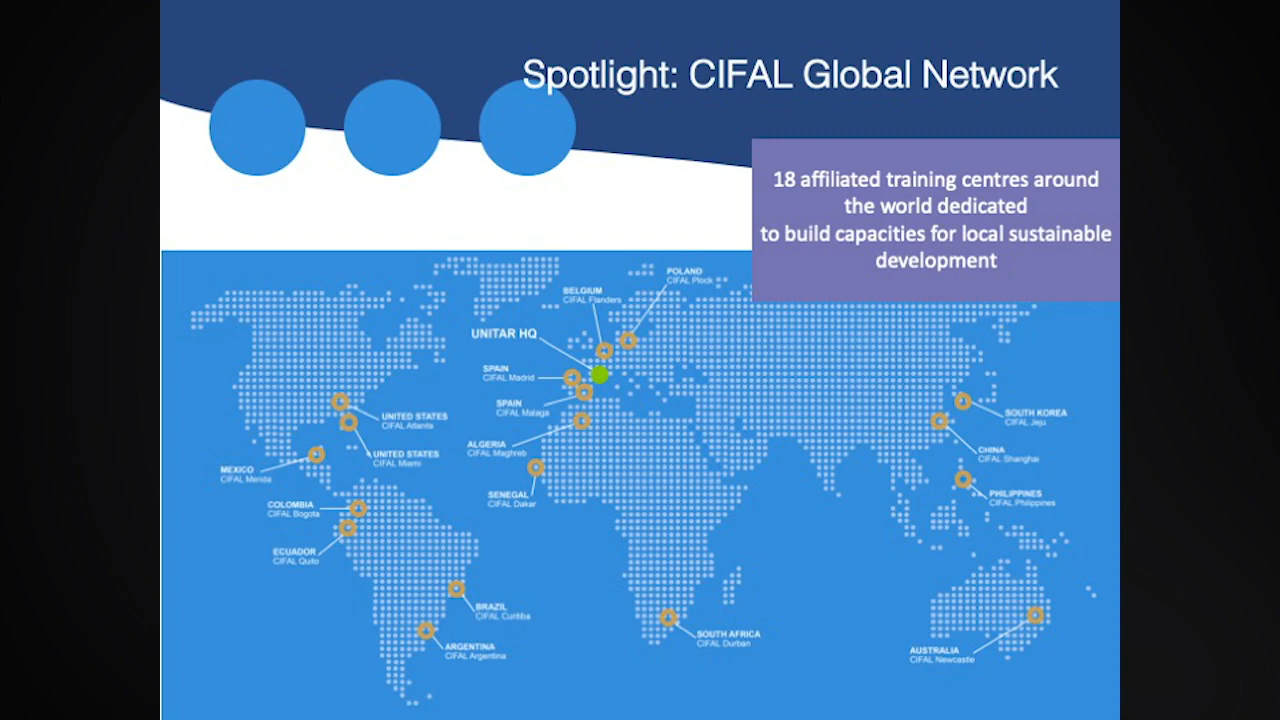 Spotlight: CIFAL Global Network
18 affiliated training centres around
the world dedicated
to build capacities for local sustainable
development
POLAND
CIFAL Plock
BELGIUM
CIFAL Flanders
UNITAR HQ
SPAIN
CIFAL Madrid
SPAIN
CIFAL Malaga
UNITED STATES
CIFAL Atlanta
SOUTH KOREA
CIFAL Jeju
ALGERIA
CIFAL Maghreb
UNITED STATES
CIFAL Miami
CHINA
CIFAL Shanghai
MEXICO
CIFAL Merida
SENEGAL
CIFAL Dakar
PHILIPPINES
CIFAL Philippines
COLOMBIA
CIFAL Bogota
ECUADOR
CIFAL Quito
BRAZIL
CIFAL Curitiba
SOUTH AFRICA
CIFAL Durban
ARGENTINA
CIFAL Argentina
AUSTRALIA
CIFAL Newcastle